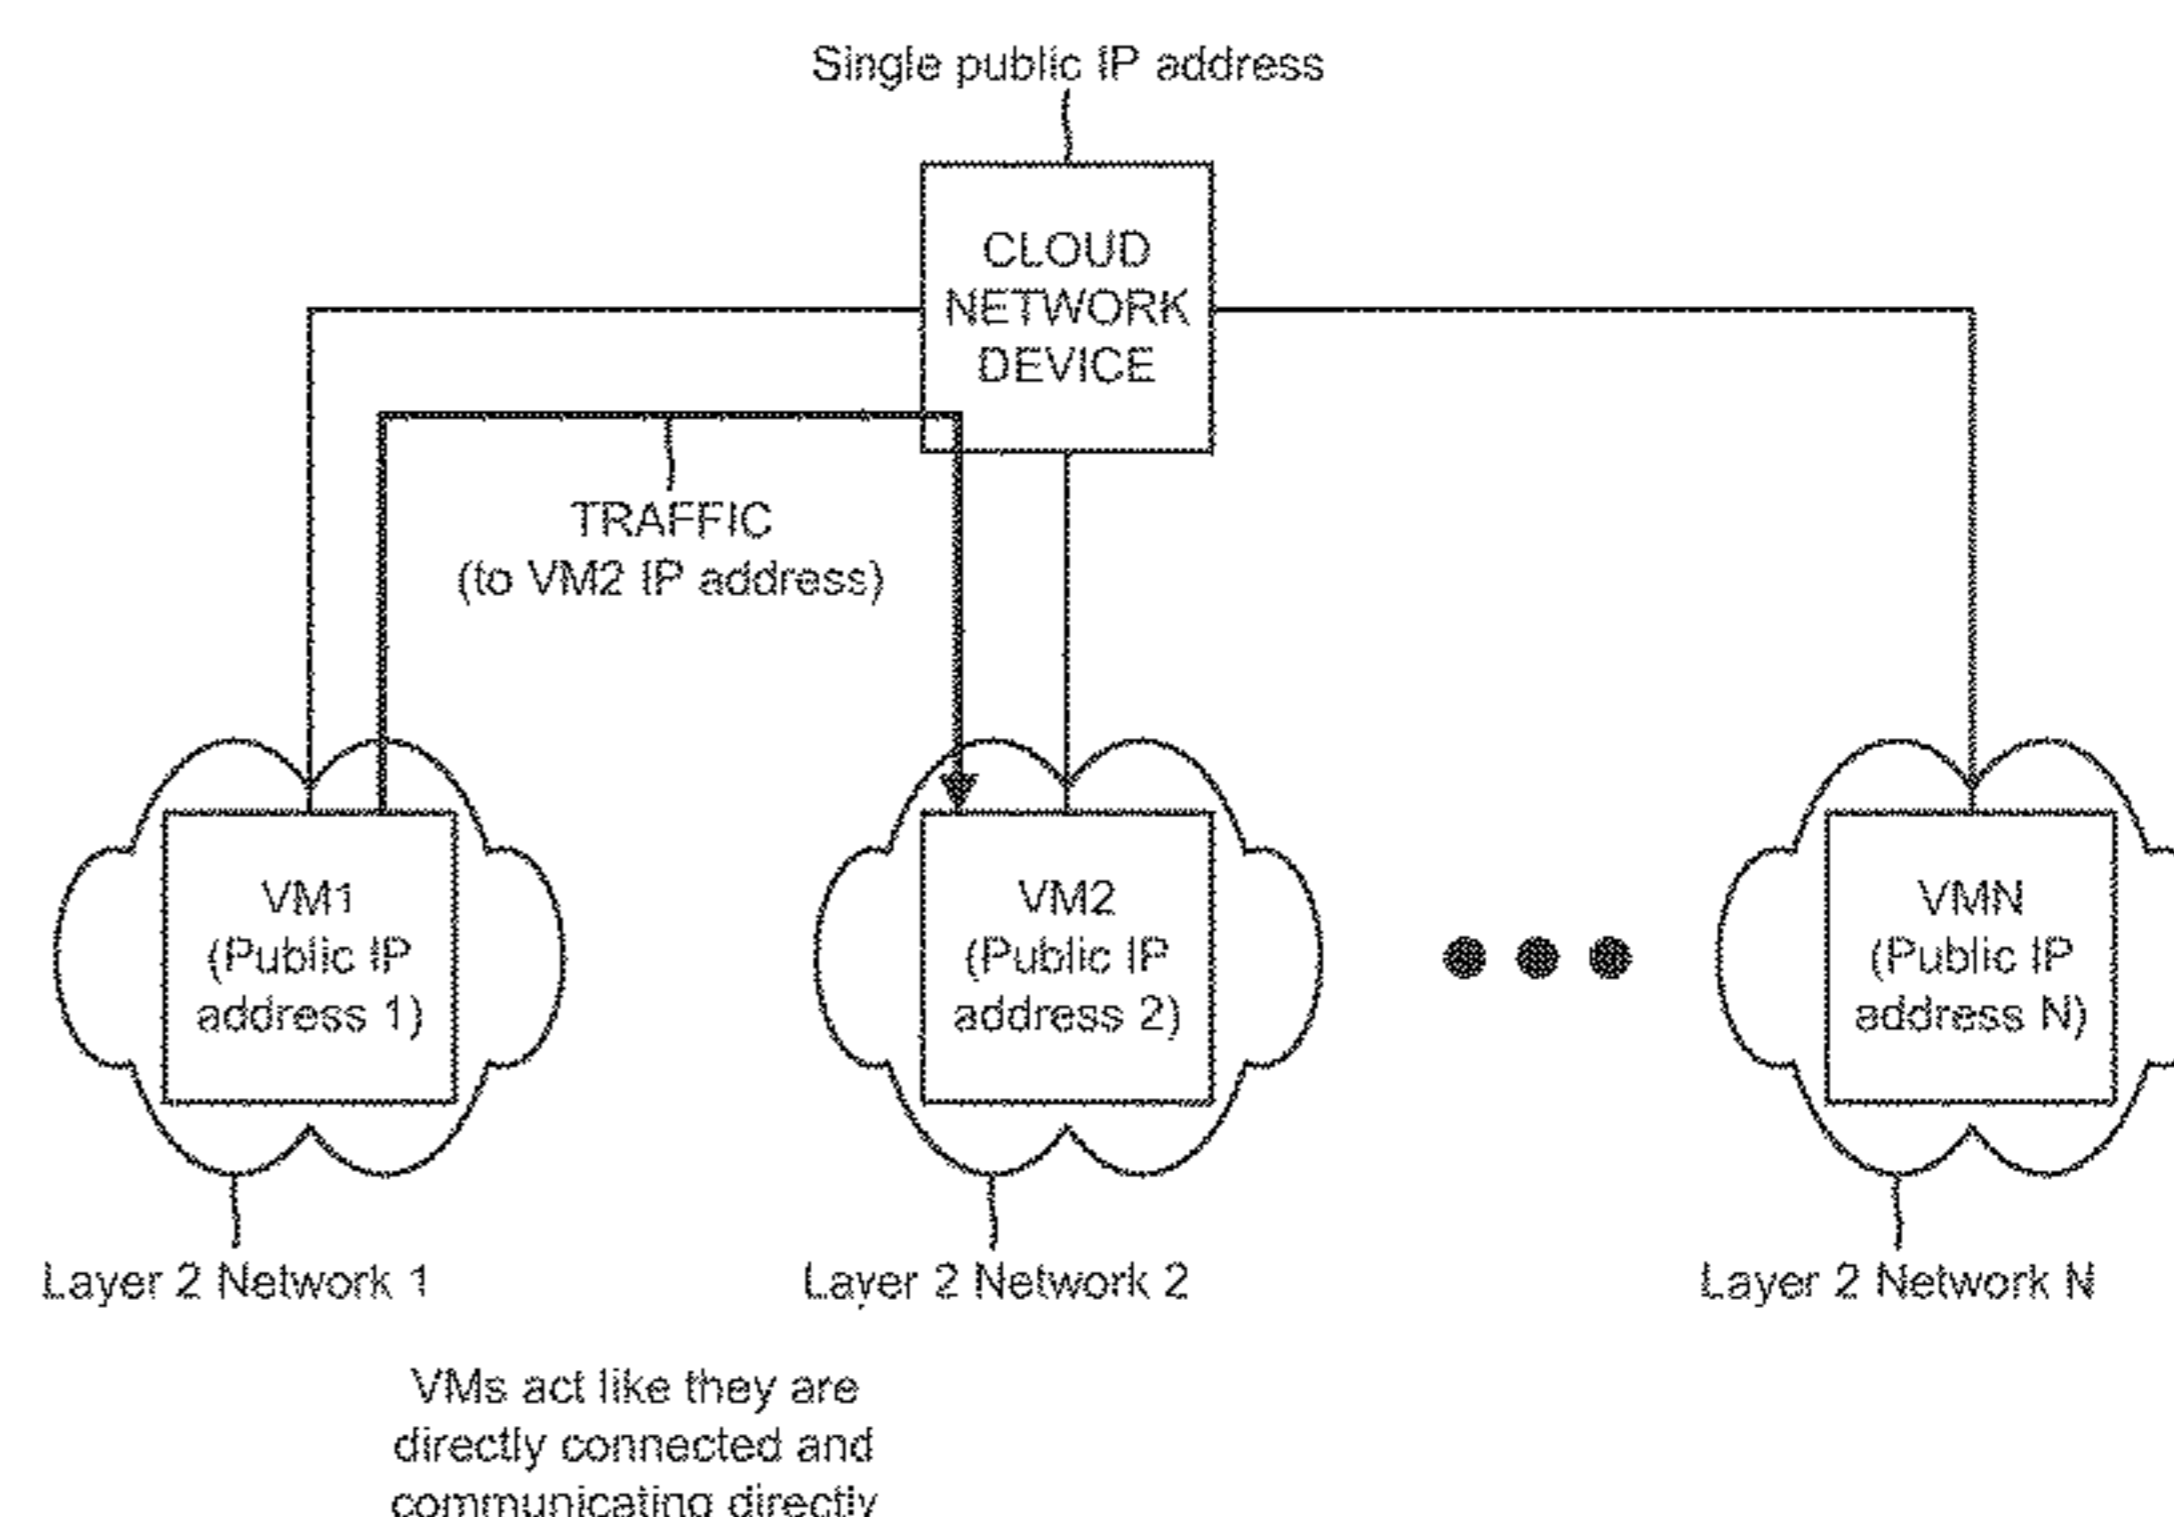 Single public IP address
CLOUD
NETWORK
DEVICE
TRAFFIC
(to VM2 IP address)
VM1
(Public IP
address 1)
VM2
(Public IP
address 2)
VMN
(Public IP
address N)
Layer 2 Network 1
Layer 2 Network 2
Layer 2 Network N
VMs act like they are
directly connected and
communicating directly